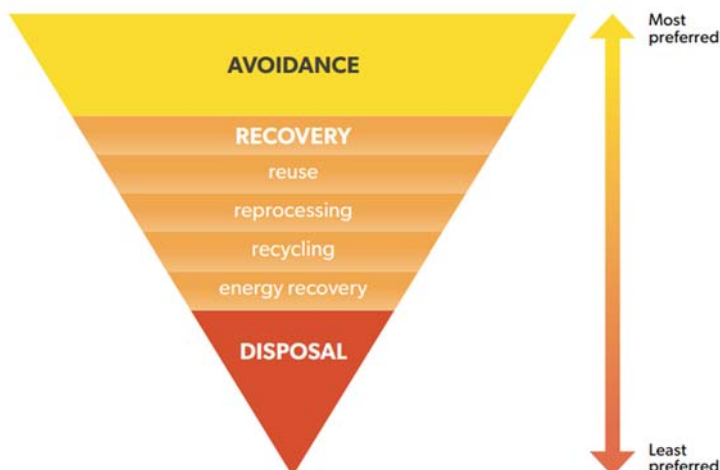 Most
preferred
AVOIDANCE
RECOVERY
reuse
reprocessing
recycling
energy recovery
DISPOSAL
Least
preferred